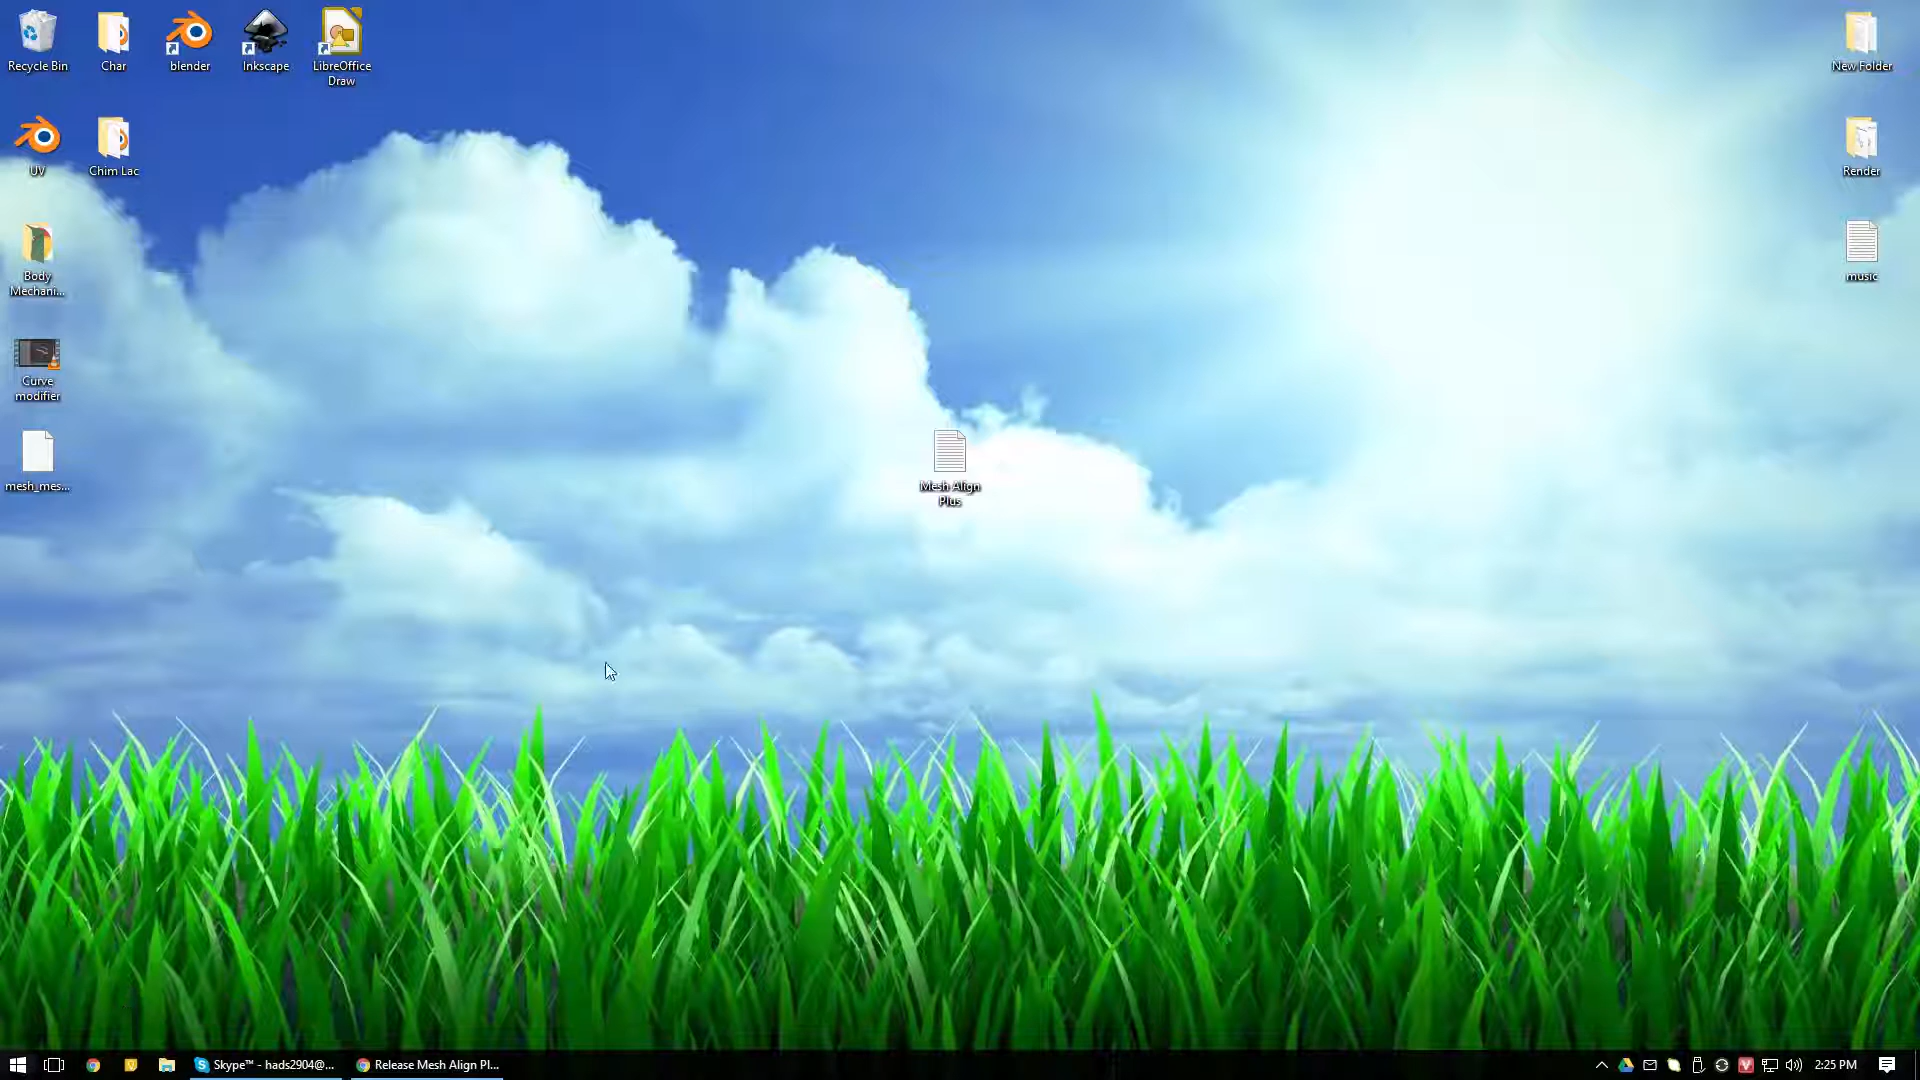 Recycle Bin
Char
blender
Inkscape
LibreOffice
Draw
New Folder
UV
Chim Lac
Render
Body
Mechani...
music
Curve
modifier
mesh_mes...
Mesh Align
Plus
Skype™ - hads2904@...
Release Mesh Align Pl...
2:25 PM